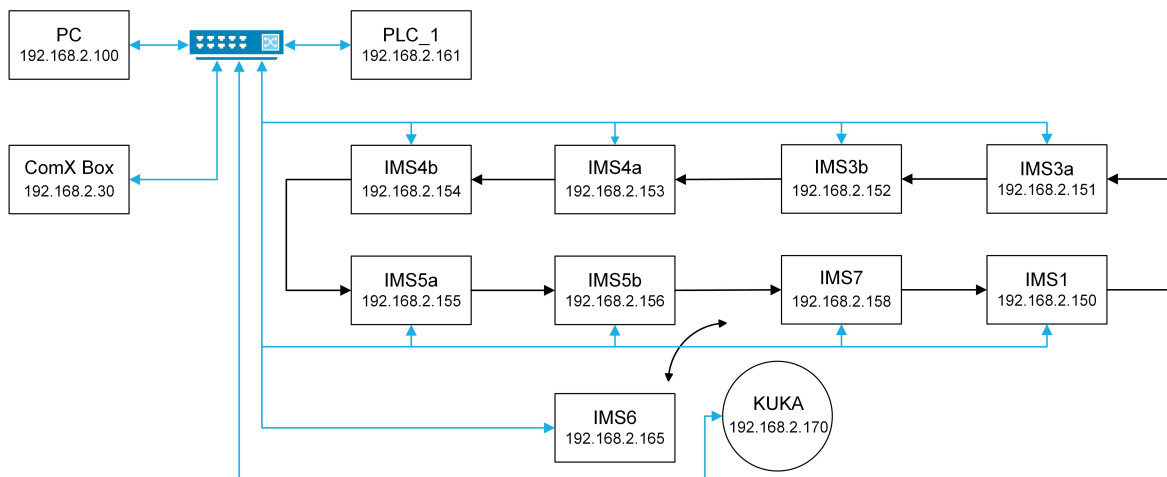 PC
192.168.2.100
PLC_1
192.168.2.161
ComX Box
192.168.2.30
IMS4b
192.168.2.154
IMS4a
192.168.2.153
IMS3b
192.168.2.152
IMS3a
192.168.2.151
IMS5a
192.168.2.155
IMS5b
192.168.2.156
IMS7
192.168.2.158
IMS1
192.168.2.150
IMS6
192.168.2.165
KUKA
192.168.2.170